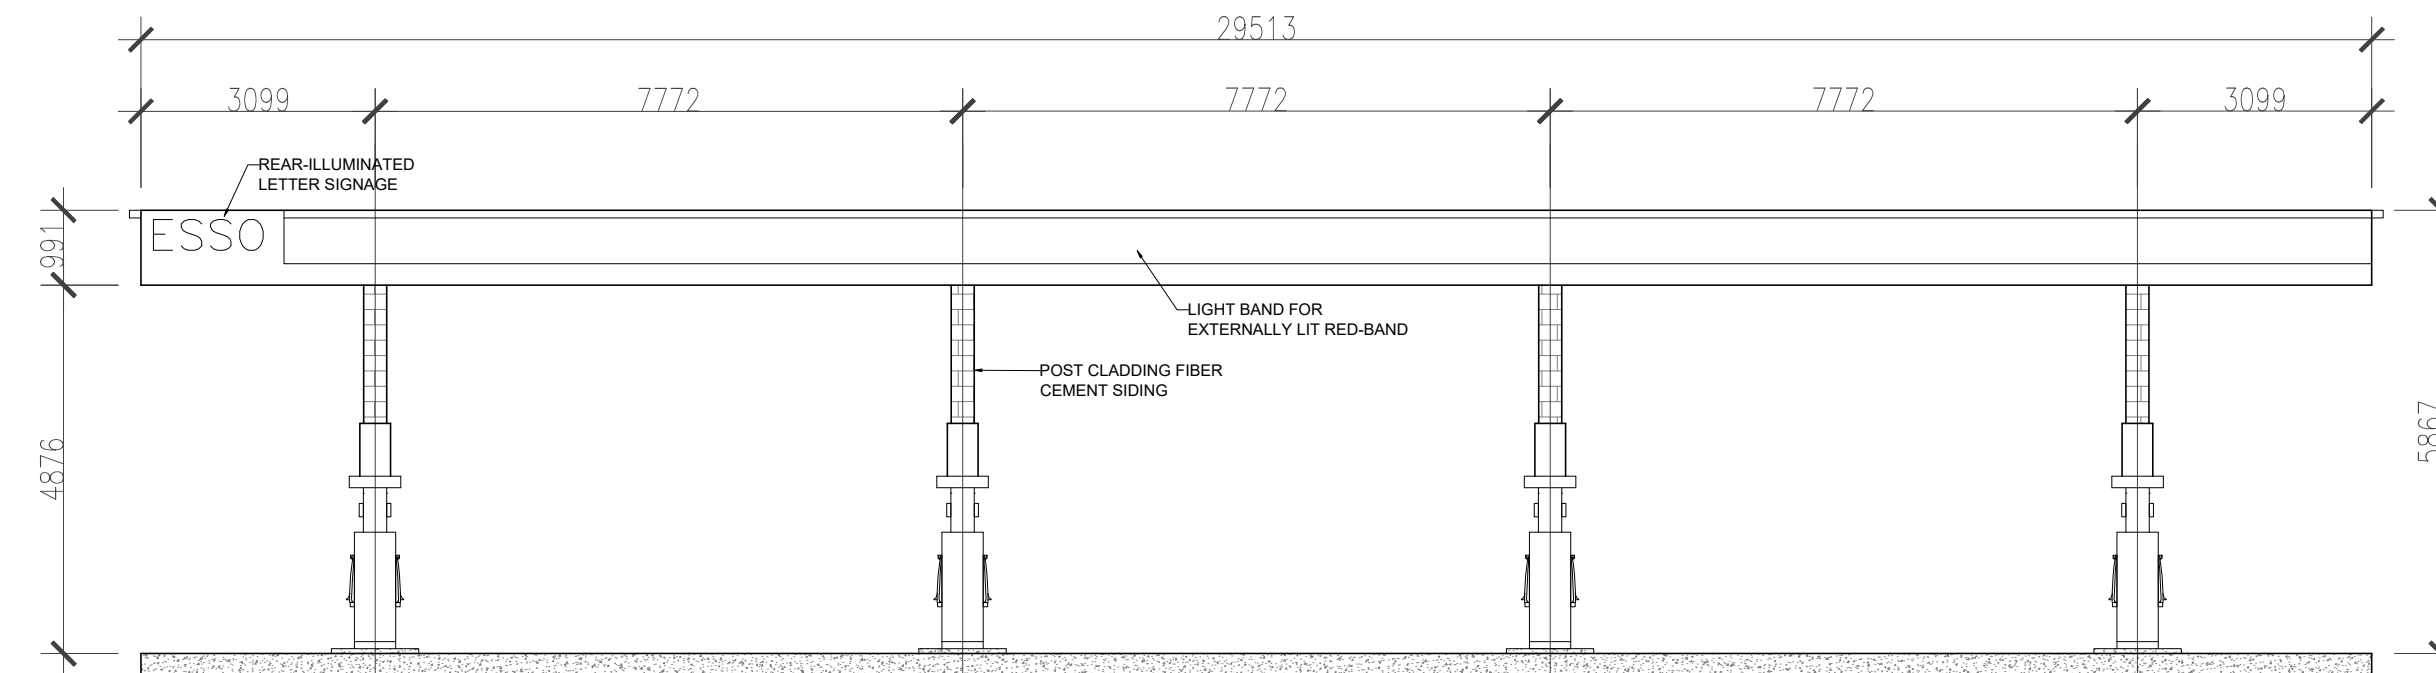 29513
3099 7772 7772 7772 3099
REAR-ILLUMINATED
LETTER SIGNAGE
991
ESSO
LIGHT BAND FOR
EXTERNALLY LIT RED-BAND
POST CLADDING FIBER
CEMENT SIDING
4876
5867